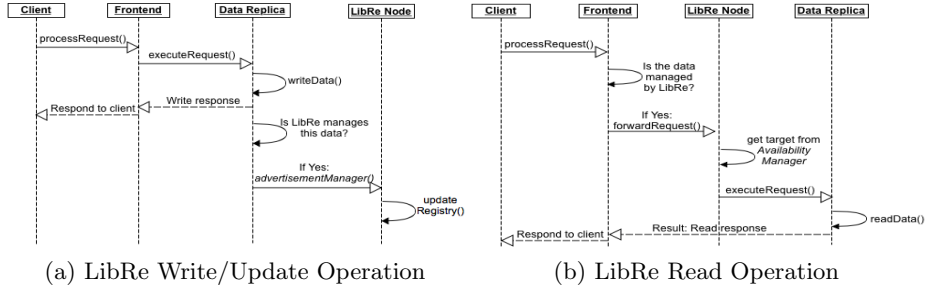 Client Frontend Data Replica LibRe Node
processRequest()
executeRequest()
writeData()
Write response
Respond to client
Is LibRe manages
this data?
If Yes:
advertisementManager()
update
Registry()
(a) LibRe Write/Update Operation
Client Frontend LibRe Node Data Replica
processRequest()
Is the data
managed
by LibRe?
If Yes:
forwardRequest()
get target from
Availability
Manager
executeRequest()
readData()
Result: Read response
Respond to client
(b) LibRe Read Operation